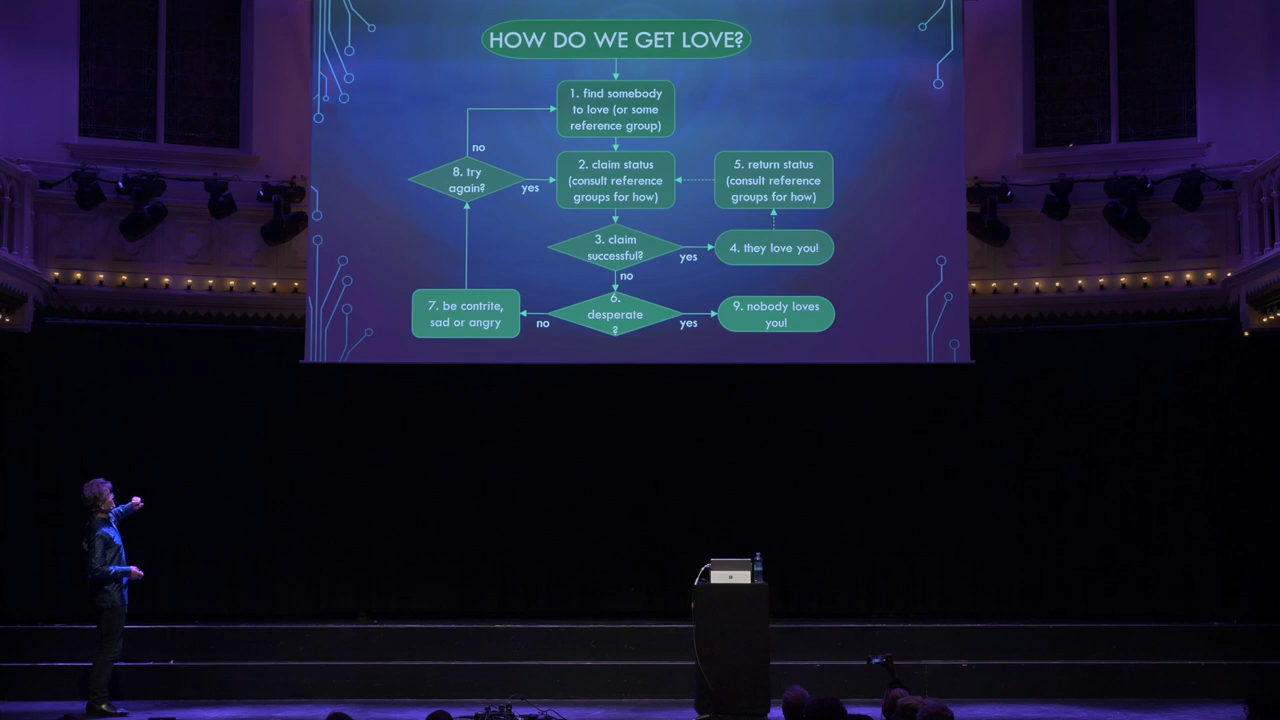 HOW DO WE GET LOVE?
1. find somebody
to love (or some
reference group)
no
8. try
again?
yes
2. claim status
(consult reference
groups for how)
5. return status
(consult reference
groups for how)
3. claim
successful?
yes
4. they love you!
no
7. be contrite,
sad or angry
no
6.
desperate
?
yes
9. nobody loves
you!